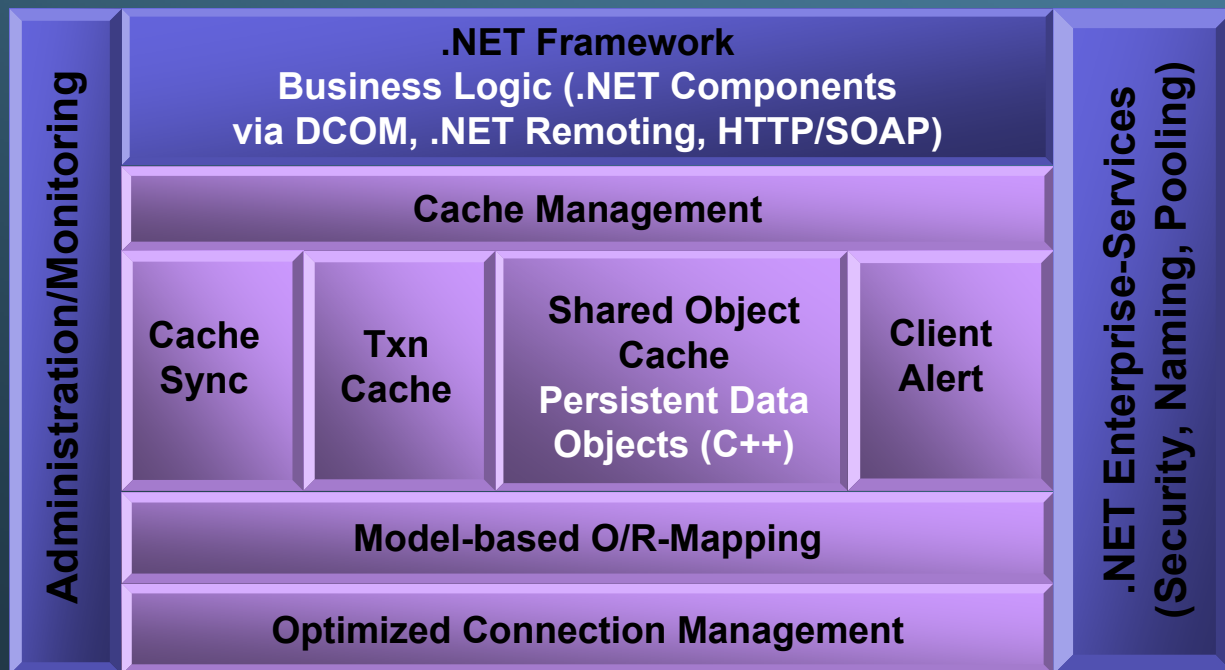 Administration/Monitoring
.NET Framework
Business Logic (.NET Components
via DCOM, .NET Remoting, HTTP/SOAP)
Cache Management
Cache
Sync
Txn
Cache
Shared Object
Cache
Persistent Data
Objects (C++)
Client
Alert
Model-based O/R-Mapping
Optimized Connection Management
.NET Enterprise-Services
(Security, Naming, Pooling)